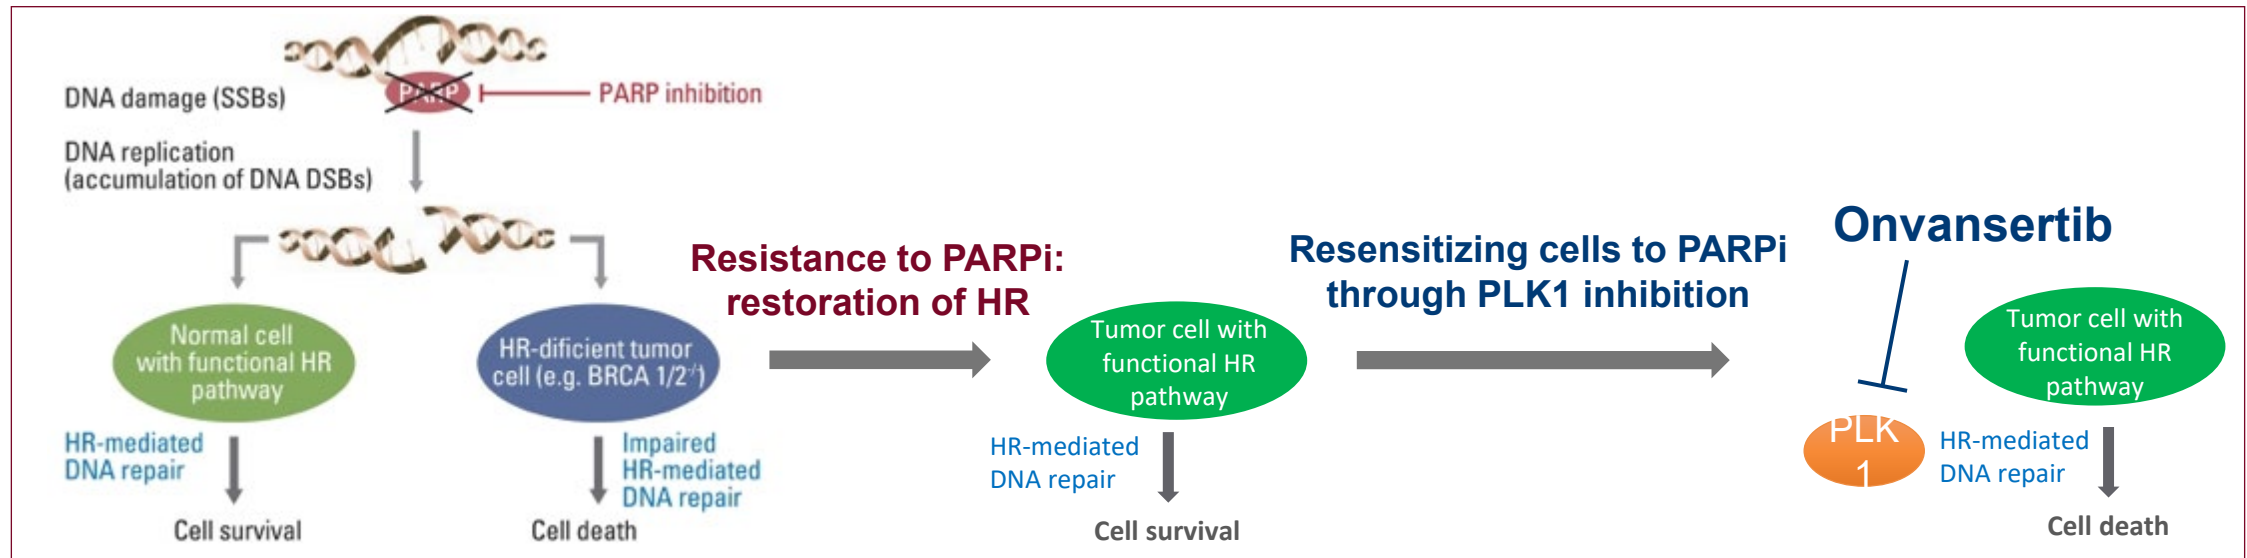 DNA damage (SSBs)
PARP
PARP inhibition
DNA replication
(accumulation of DNA DSBs)
Normal cell
with functional HR
pathway
HR-dificient tumor
cell (e.g. BRCA 1/2-/-)
HR-mediated
DNA repair
Impaired
HR-mediated
DNA repair
Cell survival
Cell death
Resistance to PARPi:
restoration of HR
Tumor cell with
functional HR
pathway
HR-mediated
DNA repair
Cell survival
Resensitizing cells to PARPi
through PLK1 inhibition
Onvansertib
PLK
1
Tumor cell with
functional HR
pathway
HR-mediated
DNA repair
Cell death